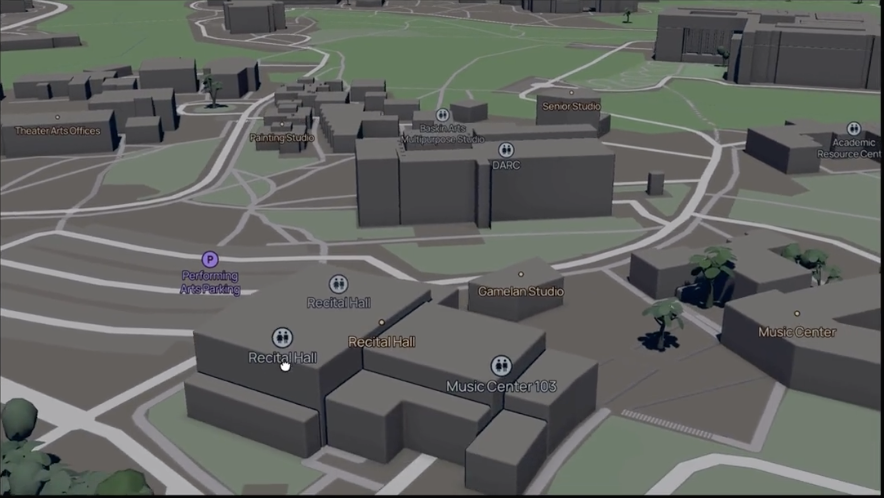 Theater Arts Offices
Painting Studio
Baskin Arts
Multipurpose Studio
Senior Studio
DARC
Academic
Resource Cent
P
Performing
Arts Parking
Recital Hall
Gamelan Studio
Recital Hall
Recital Hall
Music Center 103
Music Center